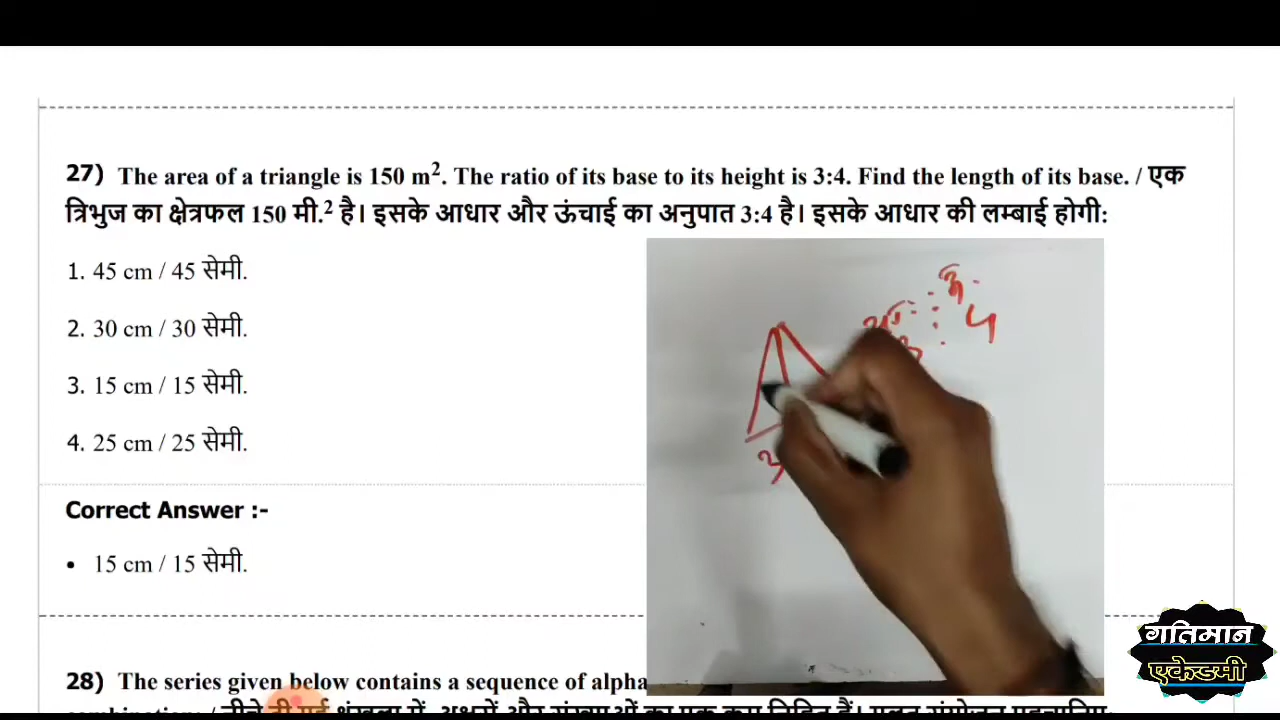 27) The area of a triangle is 150 m². The ratio of its base to its height is 3:4. Find the length of its base. / एक
त्रिभुज का क्षेत्रफल 150 मी.² है। इसके आधार और ऊंचाई का अनुपात 3:4 है। इसके आधार की लम्बाई होगी:
1. 45 cm / 45 सेमी.
2. 30 cm / 30 सेमी.
3. 15 cm / 15 सेमी.
4. 25 cm / 25 सेमी.
Correct Answer :-
• 15 cm / 15 सेमी.
28) The series given below contains a sequence of alpha
3
4
गतिमान
एकेडमी